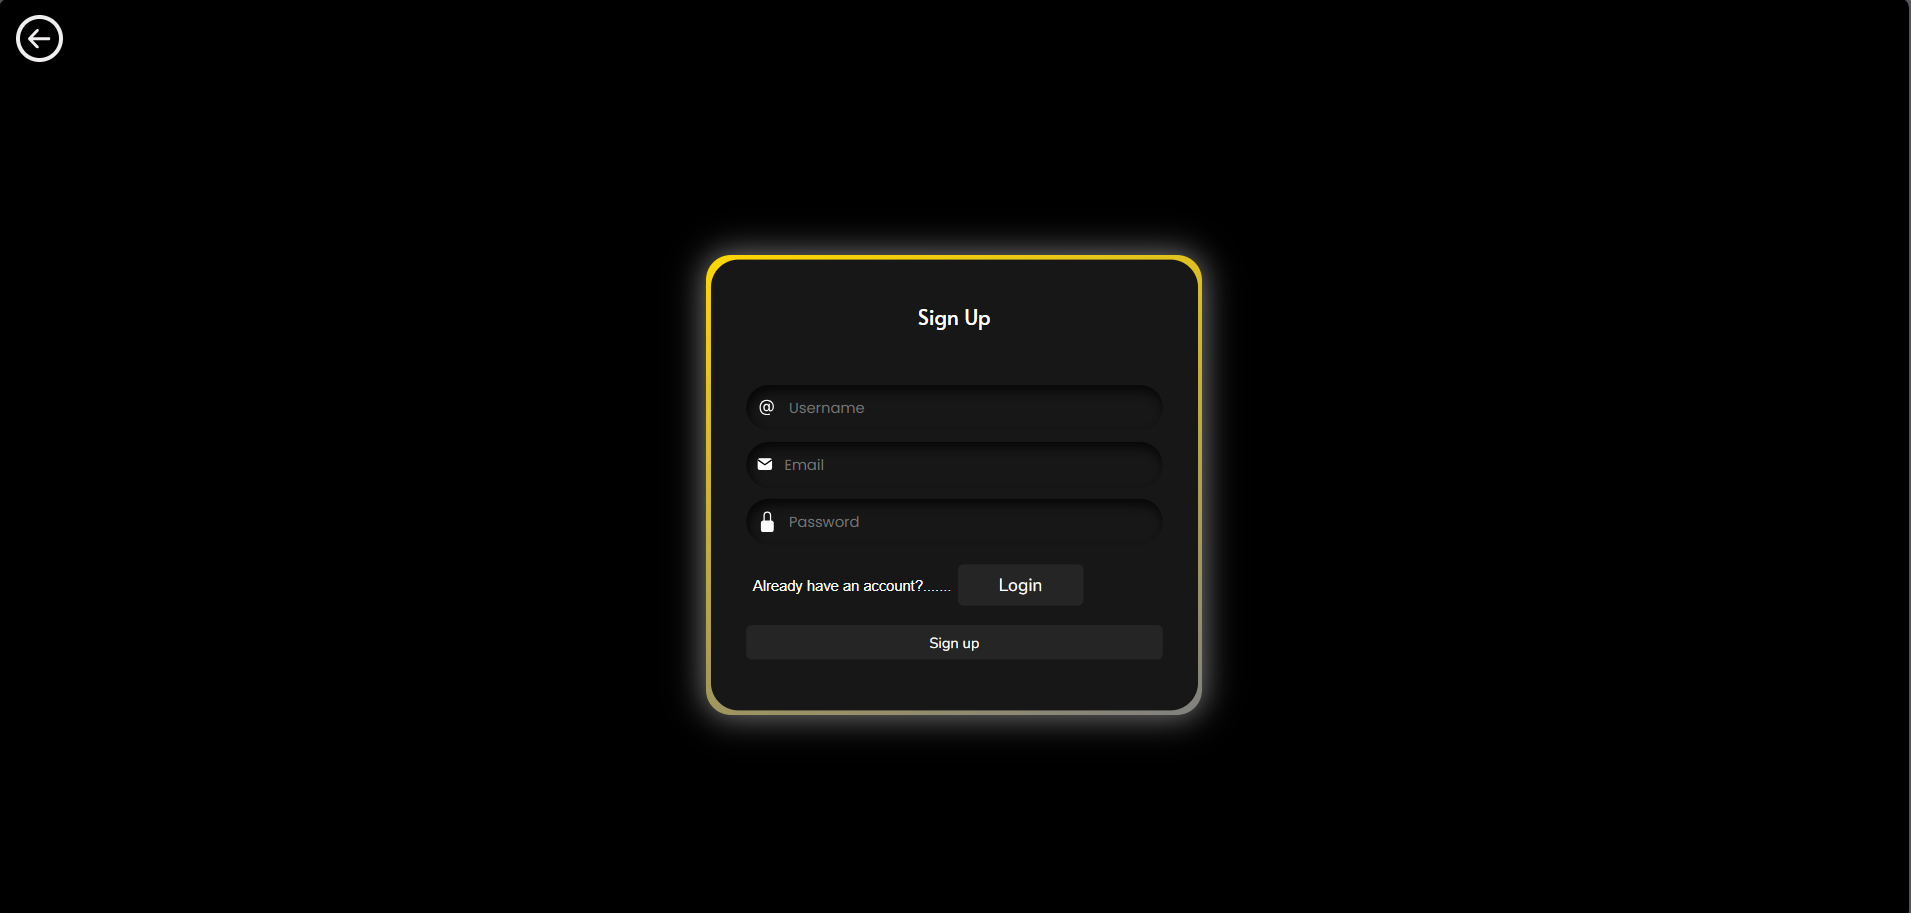 Sign Up
@ Username
Email
Password
Already have an account?....... Login
Sign up